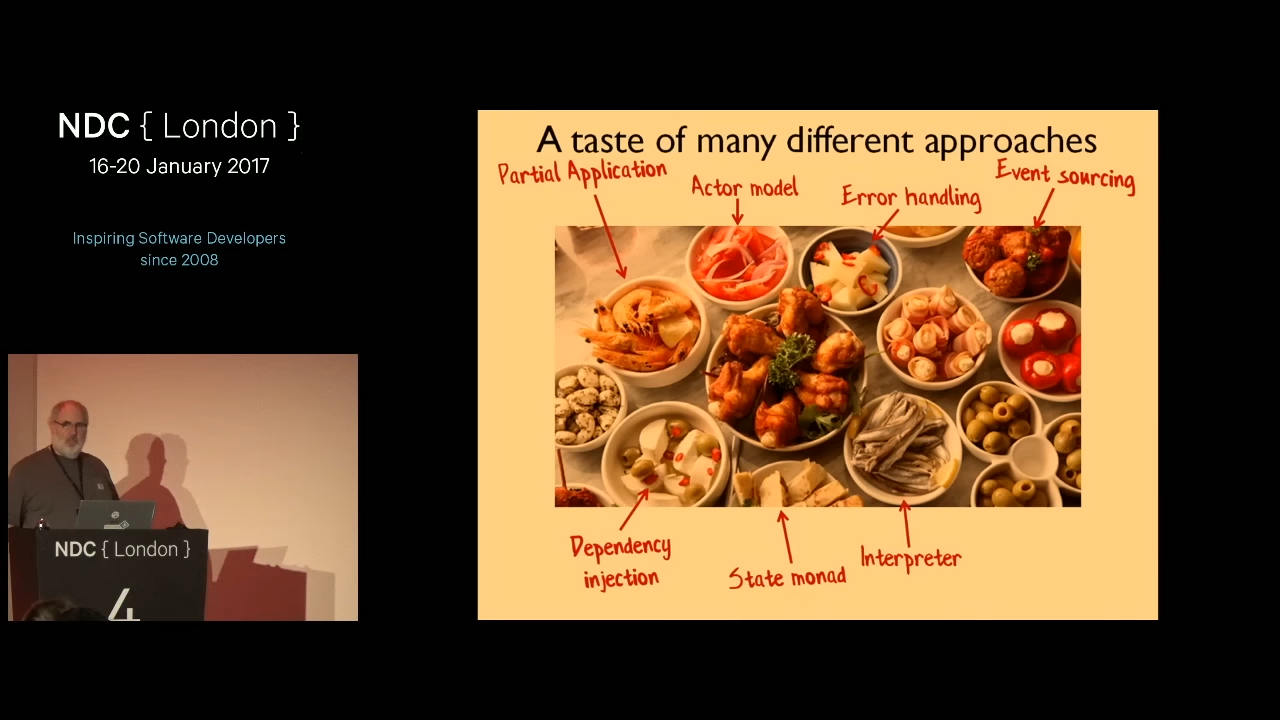 NDC { London }
16-20 January 2017
Inspiring Software Developers
since 2008
NDC { London }
4
A taste of many different approaches
Partial Application
Actor model
Error handling
Event sourcing
Dependency
injection
State monad
Interpreter